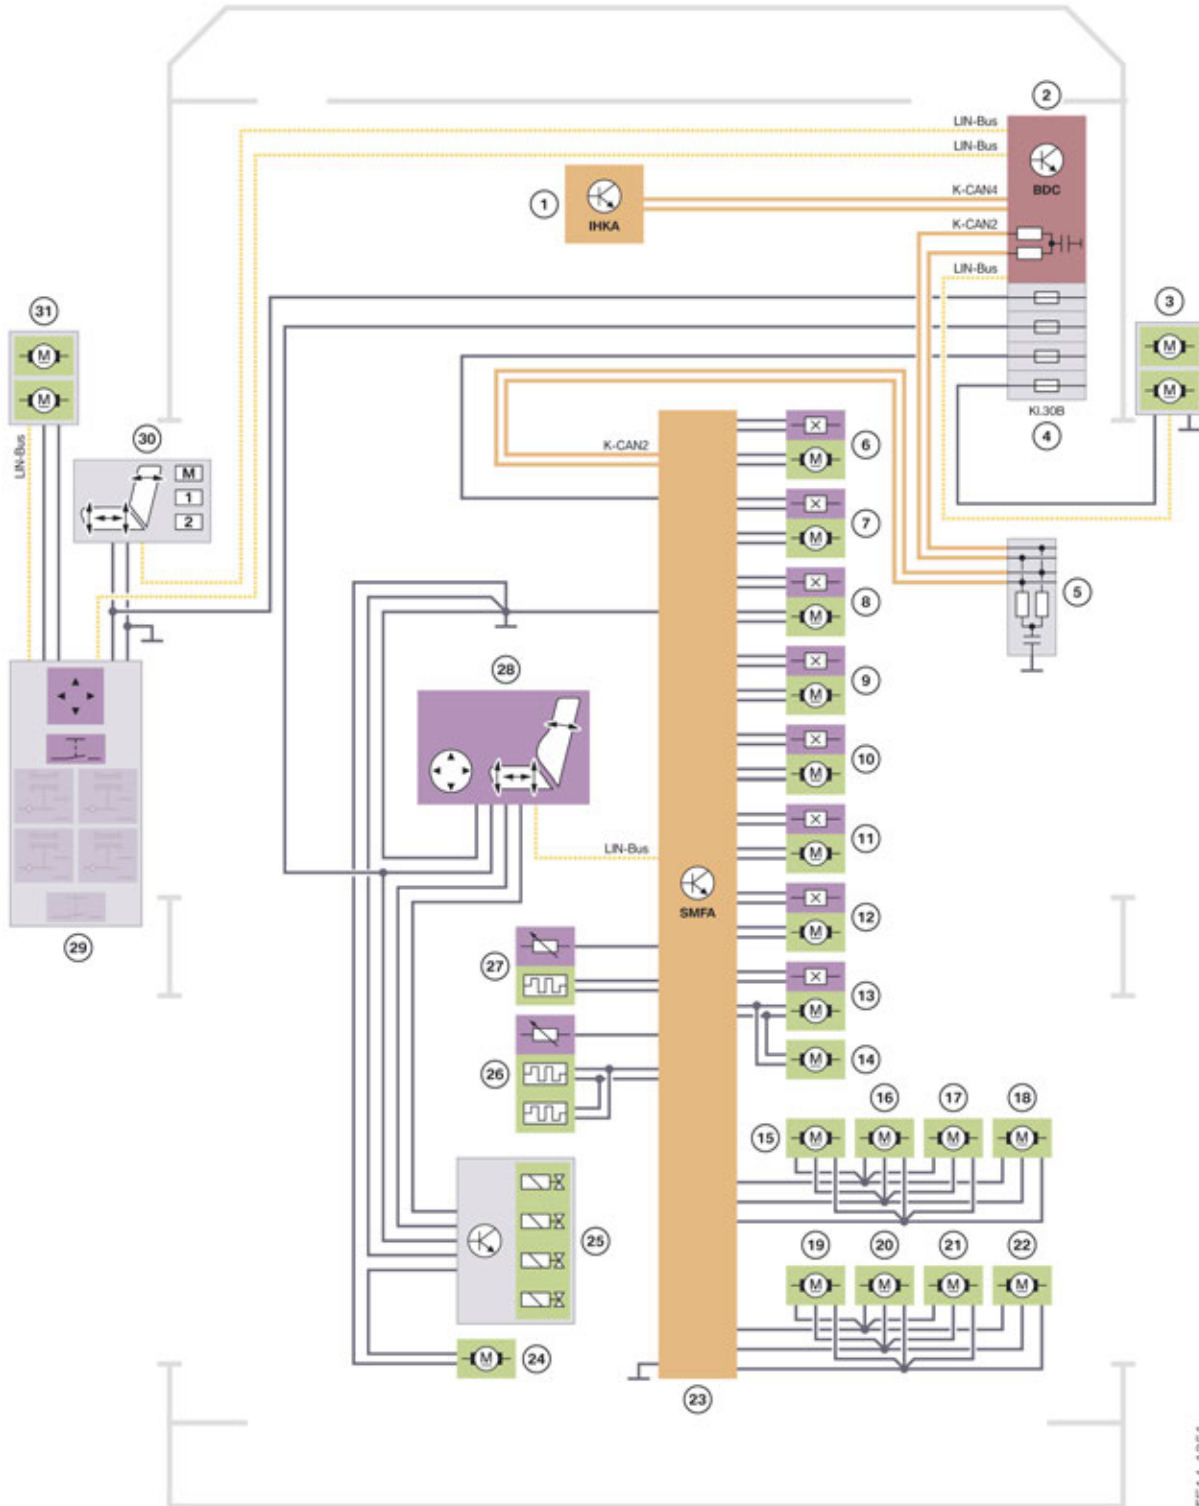 2
LIN-Bus
LIN-Bus
BDC
K-CAN4
1
IHKA
K-CAN2
LIN-Bus
31
3
M
M
M
M
Kl.30B
4
LIN-Bus
30
M
1
2
K-CAN2
6
M
7
M
5
8
M
28
9
M
10
M
LIN-Bus
11
M
SMFA
12
M
29
27
13
M
26
14
M
16
17
18
15
M
M
M
M
25
19
20
21
22
M
M
M
M
24
M
23